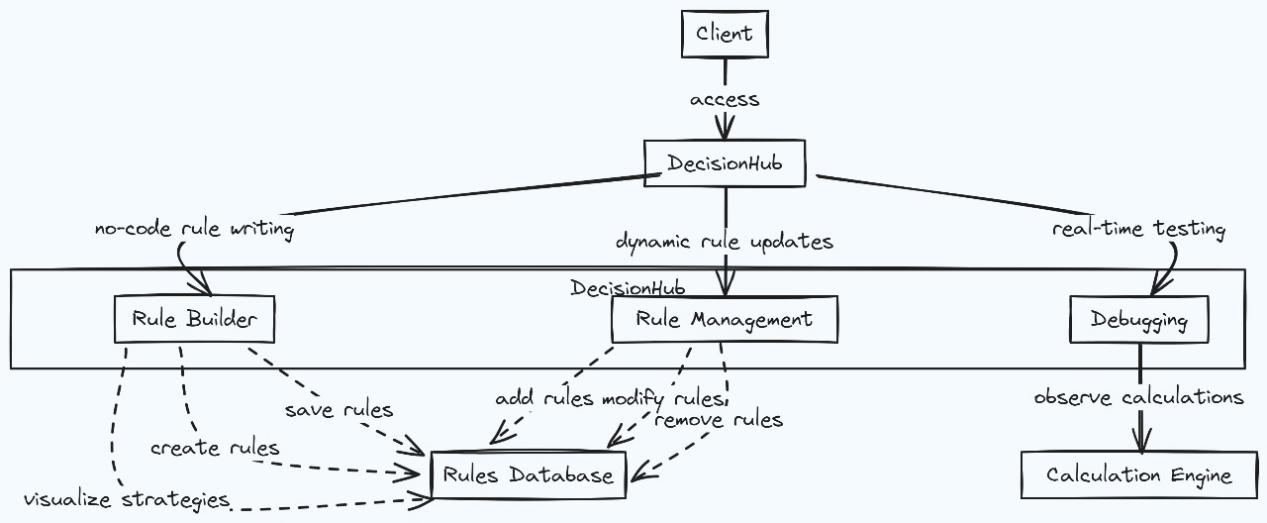 Client
access
DecisionHub
no-code rule writing
dynamic rule updates
real-time testing
DecisionHub
Rule Builder
Rule Management
Debugging
add rules
modify rules
observe calculations
save rules
remove rules
create rules
Rules Database
Calculation Engine
visualize strategies